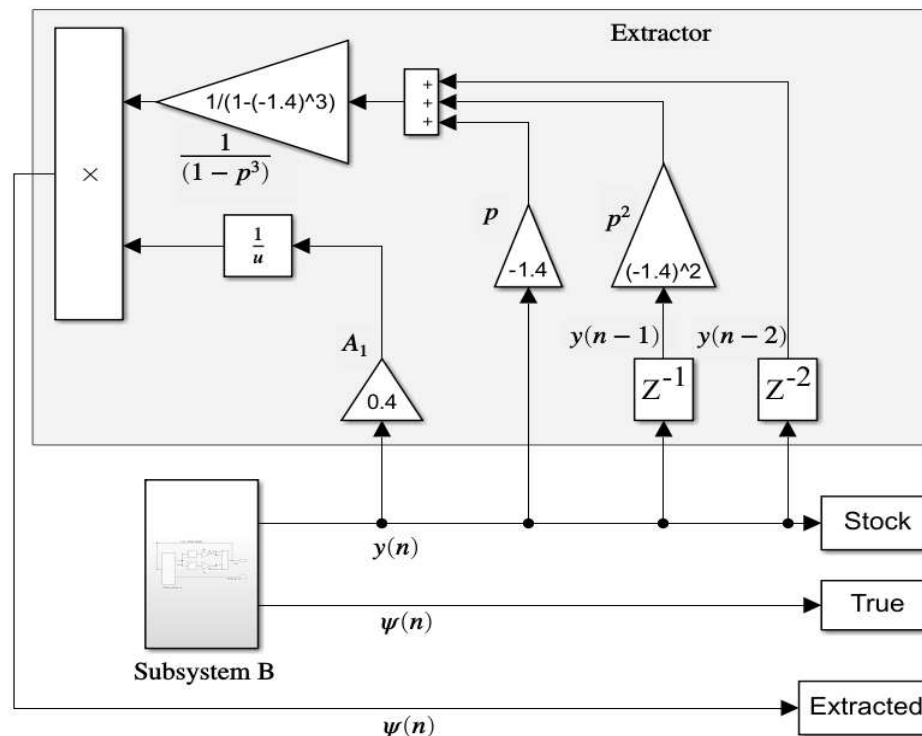 Extractor
1/(1-(-1.4)^3)
+
+
+
1
(1 − p³)
×
p
p²
-1.4
(-1.4)^2
1
u
y(n − 1)
y(n − 2)
A₁
0.4
Z⁻¹
Z⁻²
Stock
y(n)
True
ψ(n)
Subsystem B
Extracted
ψ(n)